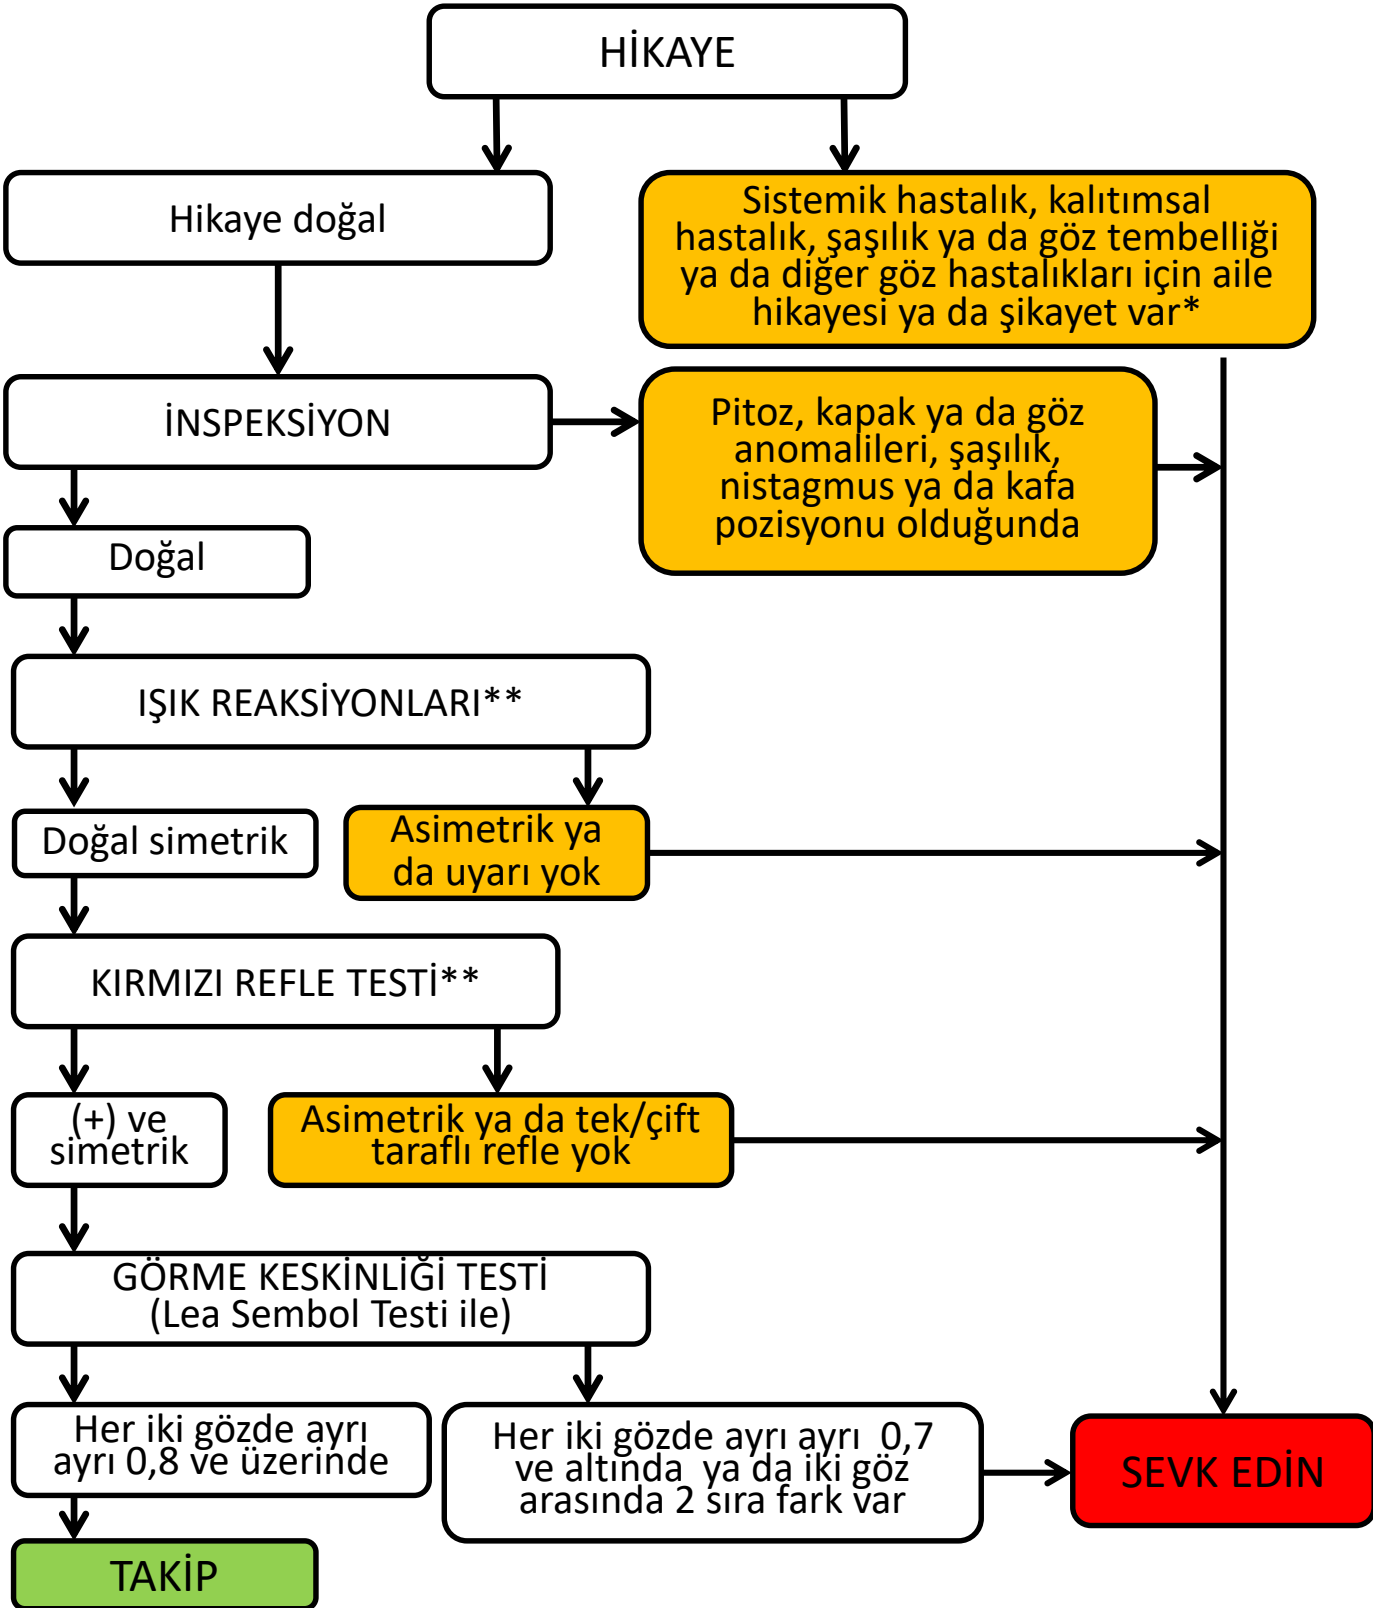 HİKAYE
Hikaye doğal
Sistemik hastalık, kalıtımsal
hastalık, şaşılık ya da göz tembelliği
ya da diğer göz hastalıkları için aile
hikayesi ya da şikayet var*
İNSPEKSİYON
Pitoz, kapak ya da göz
anomalileri, şaşılık,
nistagmus ya da kafa
pozisyonu olduğunda
Doğal
IŞIK REAKSİYONLARI**
Doğal simetrik
Asimetrik ya
da uyarı yok
KIRMIZI REFLE TESTİ**
(+) ve
simetrik
Asimetrik ya da tek/çift
taraflı refle yok
GÖRME KESKİNLİĞİ TESTİ
(Lea Sembol Testi ile)
Her iki gözde ayrı
ayrı 0,8 ve üzerinde
Her iki gözde ayrı ayrı 0,7
ve altında ya da iki göz
arasında 2 sıra fark var
SEVK EDİN
TAKİP